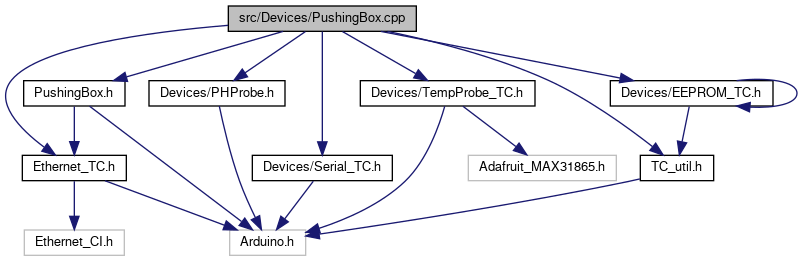 src/Devices/PushingBox.cpp
PushingBox.h
Devices/PHProbe.h
Devices/TempProbe_TC.h
Devices/EEPROM_TC.h
Ethernet_TC.h
Devices/Serial_TC.h
Adafruit_MAX31865.h
TC_util.h
Ethernet_CI.h
Arduino.h